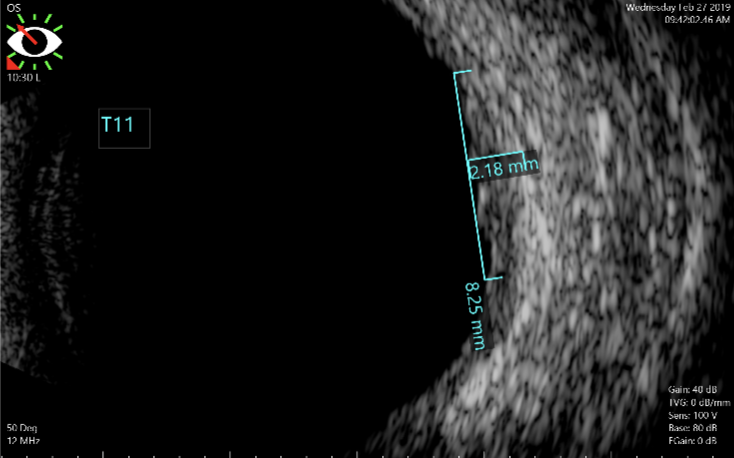 OS
Wednesday Feb 27 2019
09:42:02.46 AM
10:30 L
T11
2.18 mm
8.25 mm
Gain: 40 dB
TVG: 0 dB/mm
Sens: 100 V
Base: 80 dB
FGain: 0 dB
50 Deg
12 MHz